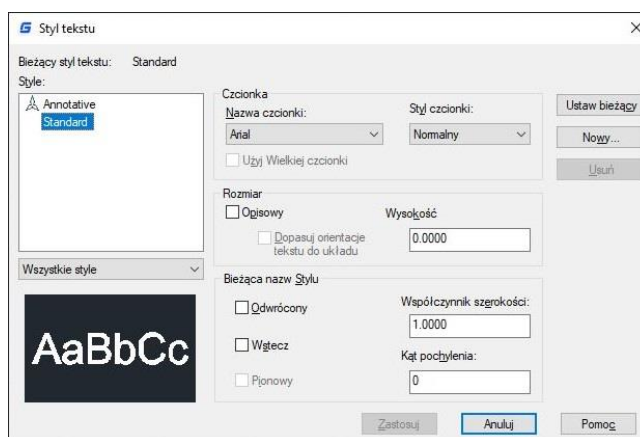 Styl tekstu
Bieżący styl tekstu: Standard
Style:
Annotative
Standard
Wszystkie style
AaBbCc
Czcionka
Nazwa czcionki:
Styl czcionki:
Arial
Normalny
Użyj Wielkiej czcionki
Rozmiar
Opisowy
Dopasuj orientacje
tekstu do układu
Wysokość
0.0000
Bieżąca nazw Stylu
Odwrócony
Wstecz
Pionowy
Współczynnik szerokości:
1.0000
Kąt pochylenia:
0
Ustaw bieżący
Nowy...
Usuń
Zastosuj
Anuluj
Pomoc